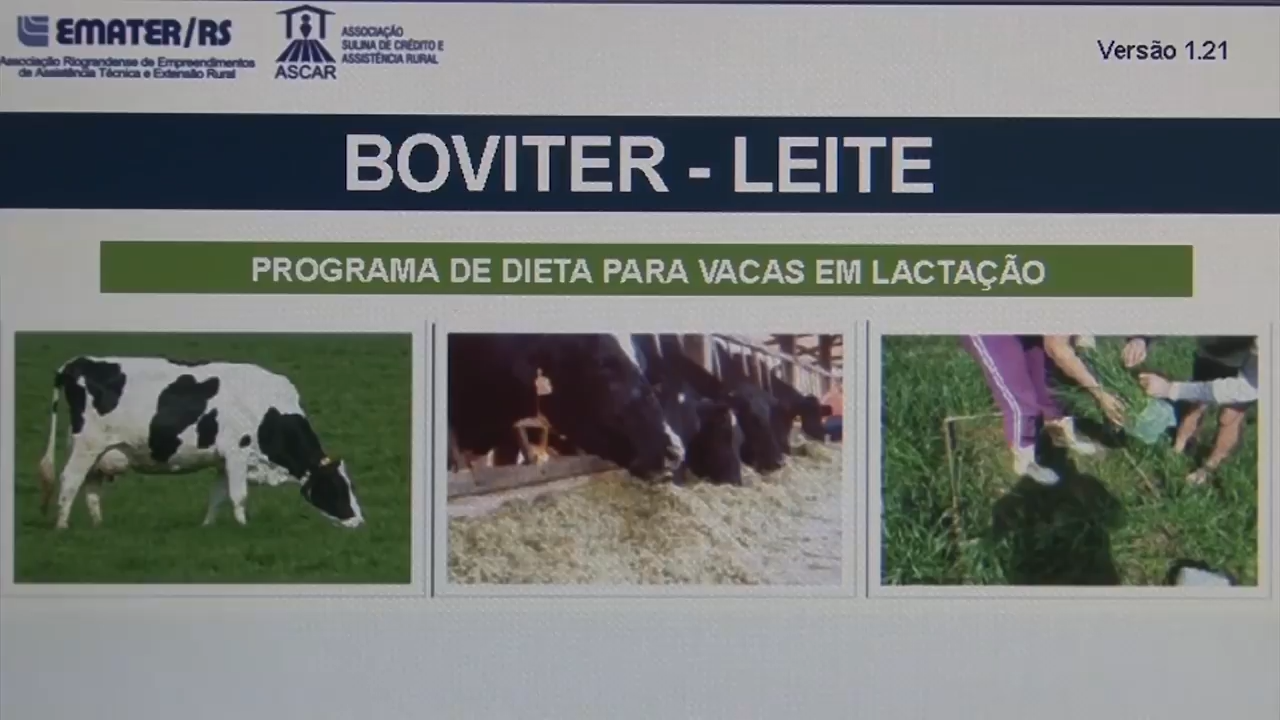 EMATER/RS
Associação Riograndense de Empreendimentos
de Assistência Técnica e Extensão Rural
ASCAR
ASSOCIAÇÃO
SULINA DE CRÉDITO E
ASSISTÊNCIA RURAL
Versão 1.21
BOVITER - LEITE
PROGRAMA DE DIETA PARA VACAS EM LACTAÇÃO